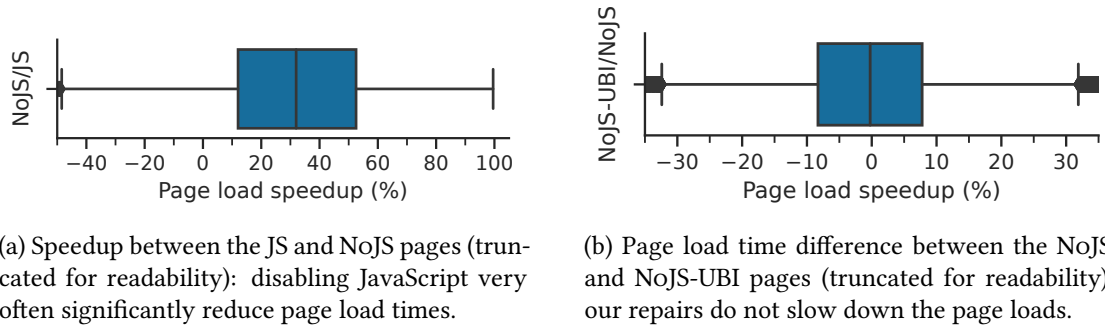 NoJS/JS
−40 −20 0 20 40 60 80 100
Page load speedup (%)
(a) Speedup between the JS and NoJS pages (trun-
cated for readability): disabling JavaScript very
often significantly reduce page load times.
NoJS-UBI/NoJS
−30 −20 −10 0 10 20 30
Page load speedup (%)
(b) Page load time difference between the NoJS
and NoJS-UBI pages (truncated for readability)
our repairs do not slow down the page loads.